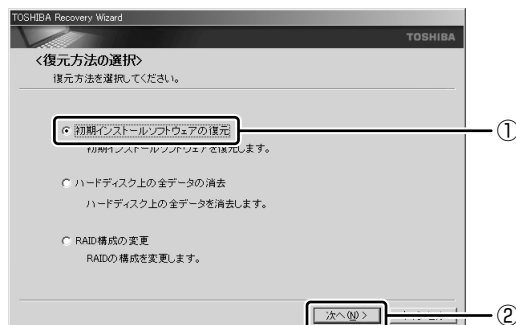 TOSHIBA Recovery Wizard
TOSHIBA
<復元方法の選択>
復元方法を選択してください。
初期インストールソフトウェアの復元
①
初期インストールソフトウェアを復元します。
ハードディスク上の全データの消去
ハードディスク上の全データを消去します。
RAID構成の変更
RAIDの構成を変更します。
次へ(N) >
②